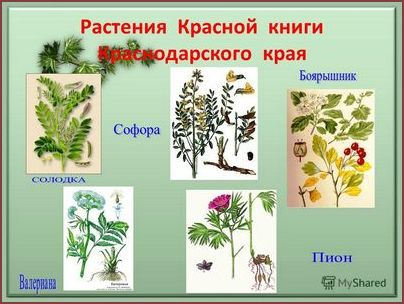 Растения Красной книги
Краснодарского края
Боярышник
Софора
СОЛОДКА
Валериана
Пион
MyShared